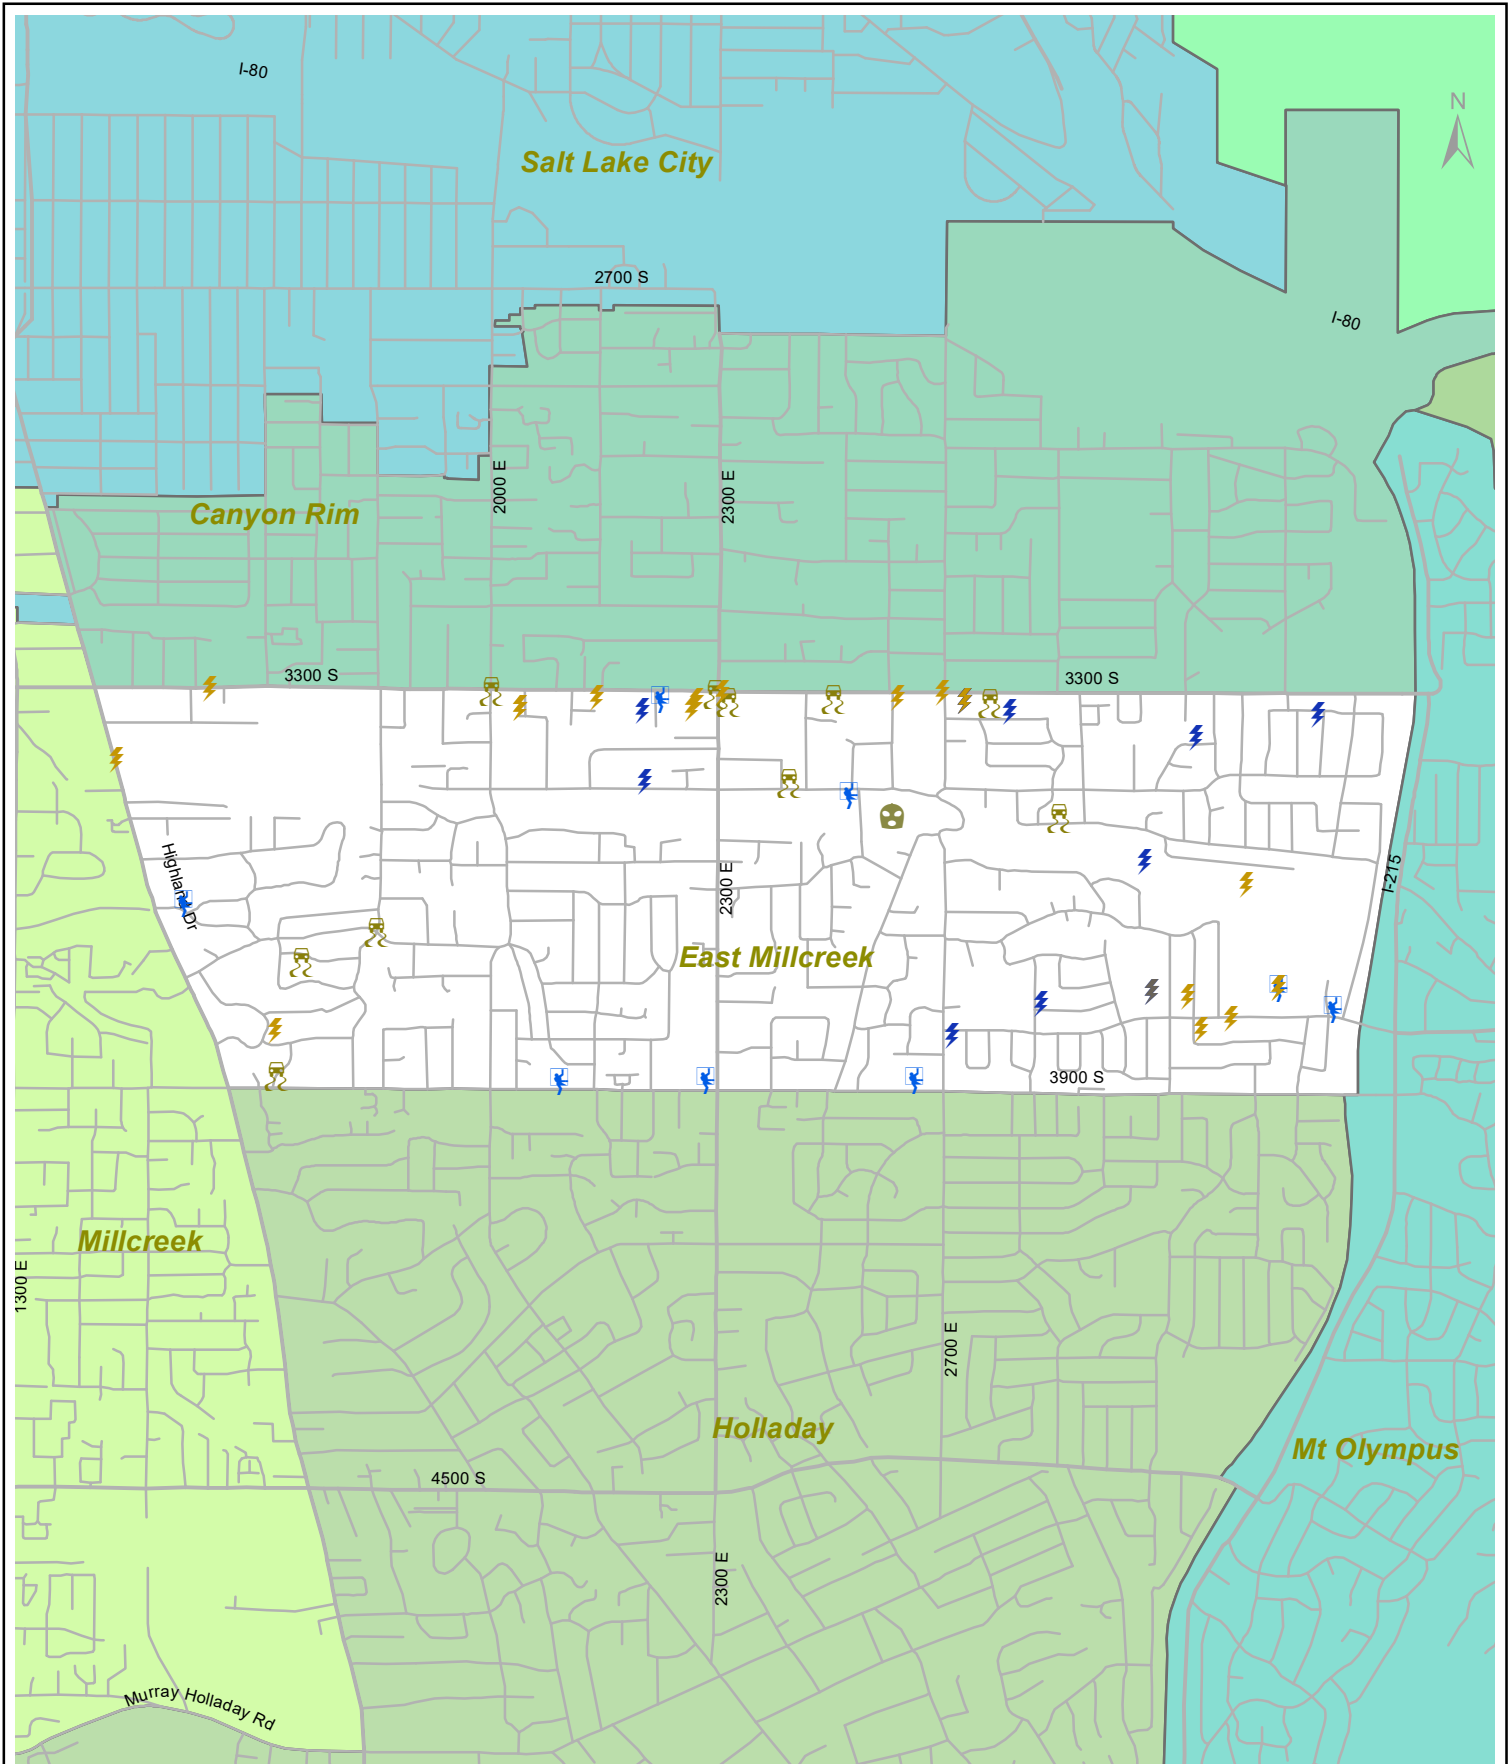 I-80
N
Salt Lake City
2700 S
I-80
2000 E
2300 E
Canyon Rim
3300 S
3300 S
Highland Dr
2300 E
I-215
East Millcreek
3900 S
Millcreek
1300 E
2700 E
Holladay
Mt Olympus
4500 S
2300 E
Murray Holladay Rd